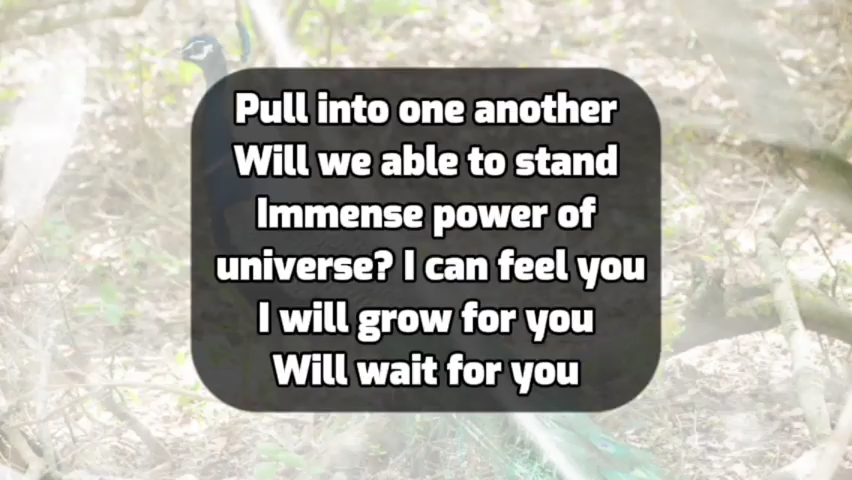 Pull into one another
Will we able to stand
Immense power of
universe? I can feel you
I will grow for you
Will wait for you